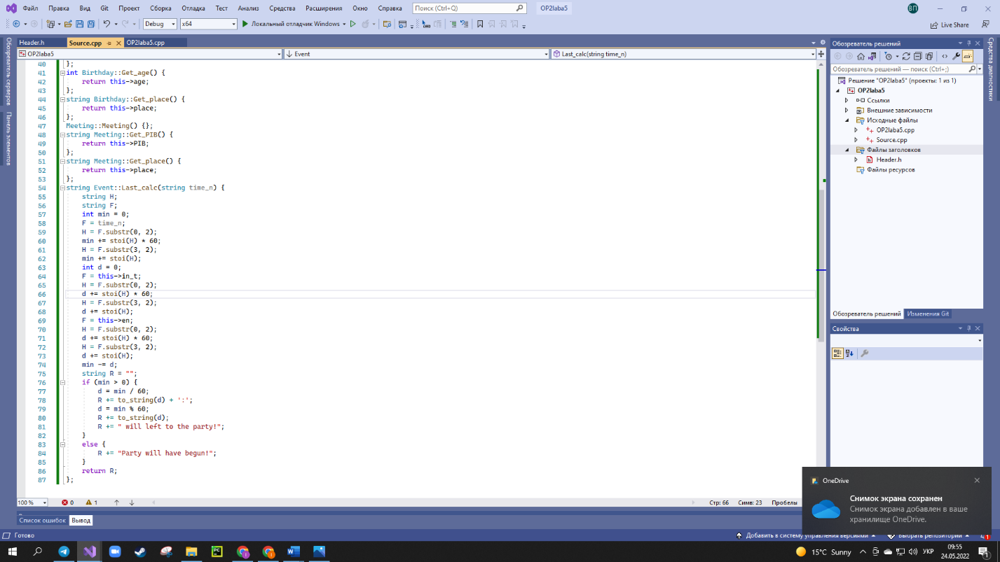 Файл Правка Вид Git Проект Сборка Отладка Тест Анализ Средства Расширения Окно Справка Поиск (Ctrl+Q) OP2laba5 ВП
Debug x64 Локальный отладчик Windows Live Share
Обозреватель серверов
Панель элементов
Header.h Source.cpp OP2laba5.cpp
OP2laba5 Event Last_calc(string time_n)
40 };
41 int Birthday::Get_age() {
42 return this->age;
43 };
44 string Birthday::Get_place() {
45 return this->place;
46 };
47 Meeting::Meeting() {};
48 string Meeting::Get_PIB() {
49 return this->PIB;
50 };
51 string Meeting::Get_place() {
52 return this->place;
53 };
54 string Event::Last_calc(string time_n) {
55 string H;
56 string F;
57 int min = 0;
58 F = time_n;
59 H = F.substr(0, 2);
60 min += stoi(H) * 60;
61 H = F.substr(3, 2);
62 min += stoi(H);
63 int d = 0;
64 F = this->in_t;
65 H = F.substr(0, 2);
66 d += stoi(H) * 60;
67 H = F.substr(3, 2);
68 d += stoi(H);
69 F = this->en;
70 H = F.substr(0, 2);
71 d += stoi(H) * 60;
72 H = F.substr(3, 2);
73 d += stoi(H);
74 min -= d;
75 string R = "";
76 if (min > 0) {
77 d = min / 60;
78 R += to_string(d) + ':';
79 d = min % 60;
80 R += to_string(d);
81 R += " will left to the party!";
82 }
83 else {
84 R += "Party will have begun!";
85 }
86 return R;
87 };
100 % 0 1 Стр: 66 Симв: 23 Пробелы
Список ошибок Вывод
Обозреватель решений
Обозреватель решений — поиск (Ctrl+;)
Решение "OP2laba5" (проекты: 1 из 1)
OP2laba5
Ссылки
Внешние зависимости
Исходные файлы
OP2laba5.cpp
Source.cpp
Файлы заголовков
Header.h
Файлы ресурсов
Обозреватель решений Изменения Git
Свойства
Средства диагностики
OneDrive
Снимок экрана сохранен
Снимок экрана добавлен в ваше
хранилище OneDrive.
Готово Добавить в систему управления версиями Выбрать репозиторий 1
15°C Sunny УКР 09:55
24.05.2022 1